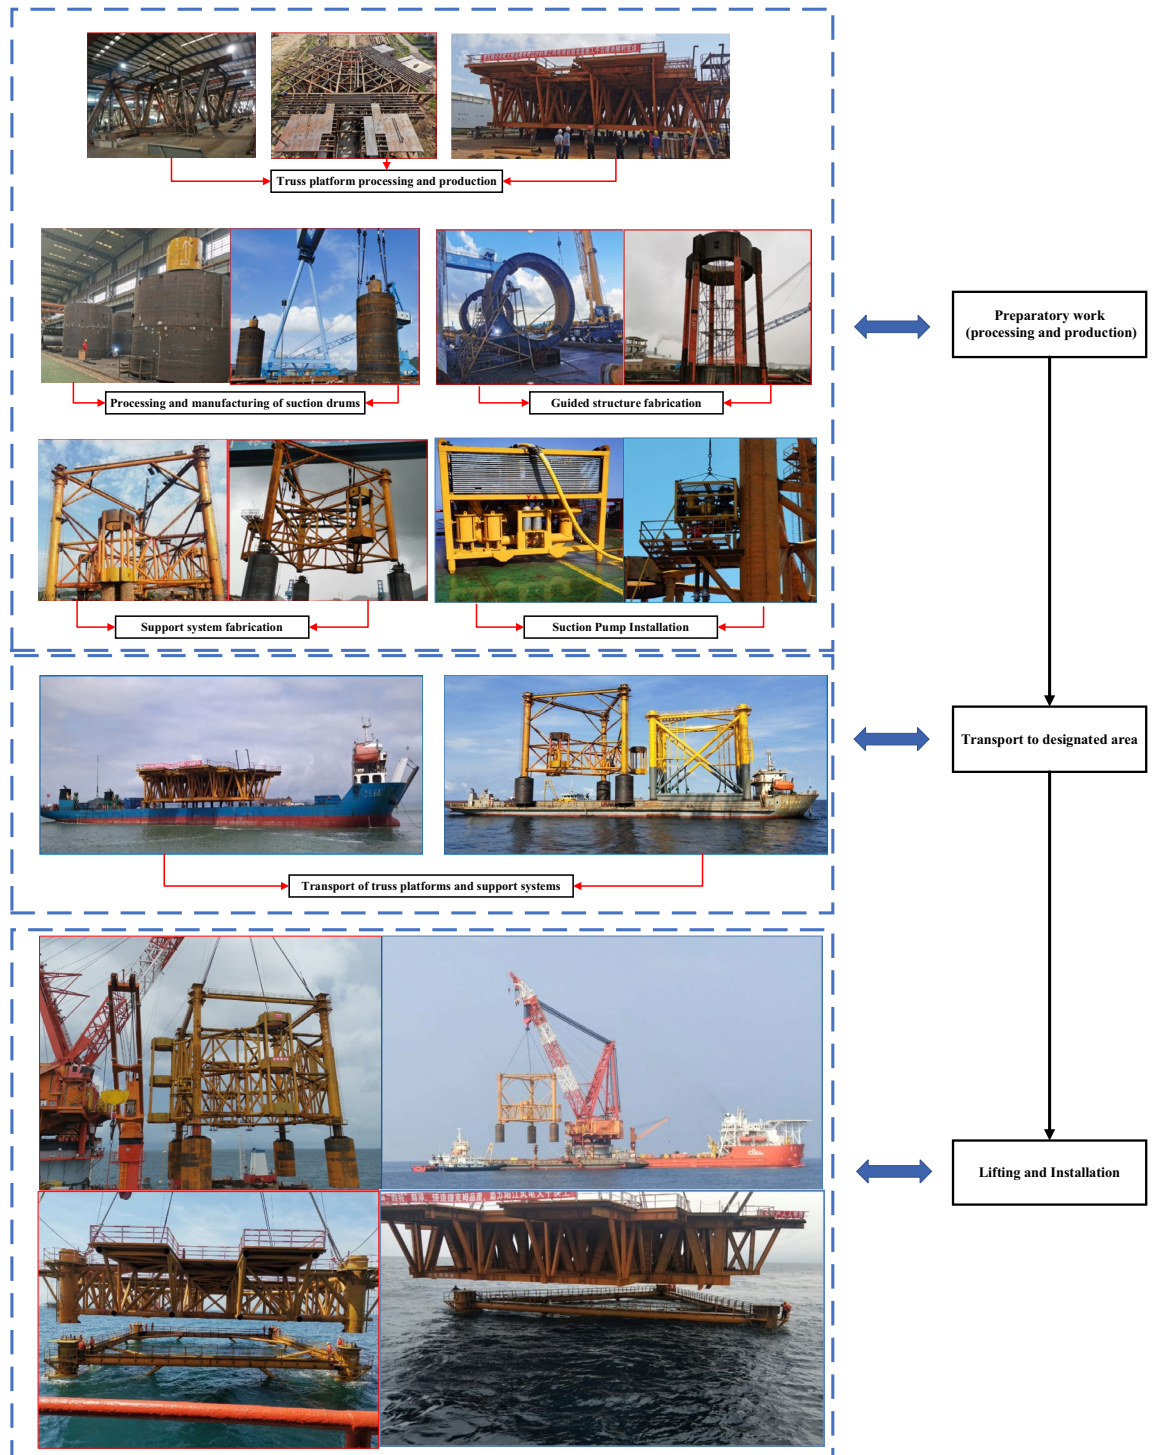 Truss platform processing and production
Preparatory work
(processing and production)
Processing and manufacturing of suction drums
Guided structure fabrication
Support system fabrication
Suction Pump Installation
Transport to designated area
Transport of truss platforms and support systems
Lifting and Installation